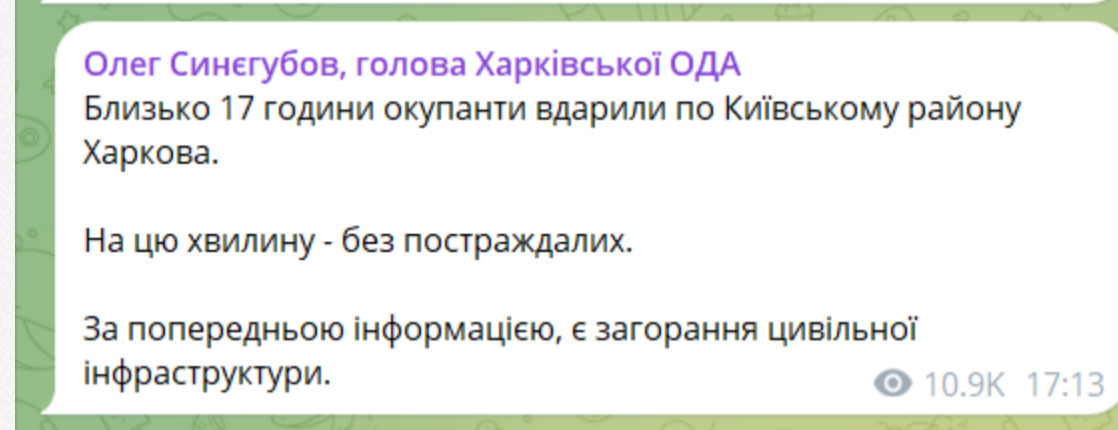 Олег Синєгубов, голова Харківської ОДА
Близько 17 години окупанти вдарили по Київському району
Харкова.
На цю хвилину - без постраждалих.
За попередньою інформацією, є загорання цивільної
інфраструктури.
10.9K 17:13